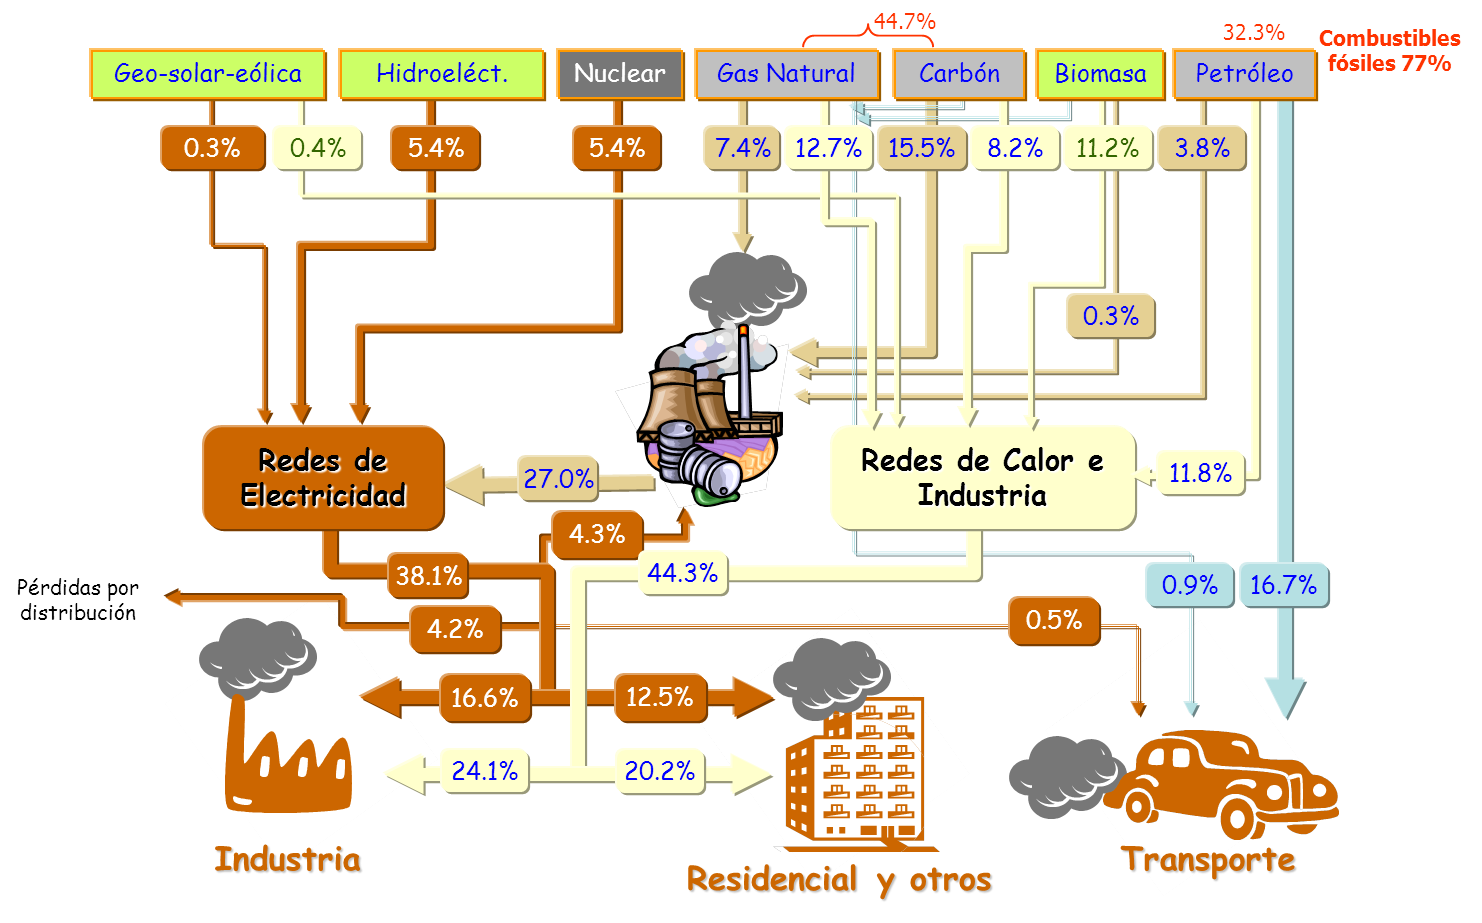 44.7%
32.3%
Combustibles
fósiles 77%
Geo-solar-eólica
Hidroeléct.
Nuclear
Gas Natural
Carbón
Biomasa
Petróleo
0.3%
0.4%
5.4%
5.4%
7.4%
12.7%
15.5%
8.2%
11.2%
3.8%
0.3%
Redes de
Electricidad
27.0%
Redes de Calor e
Industria
11.8%
4.3%
38.1%
44.3%
0.9%
16.7%
Pérdidas por
distribución
4.2%
0.5%
16.6%
12.5%
24.1%
20.2%
Industria
Residencial y otros
Transporte